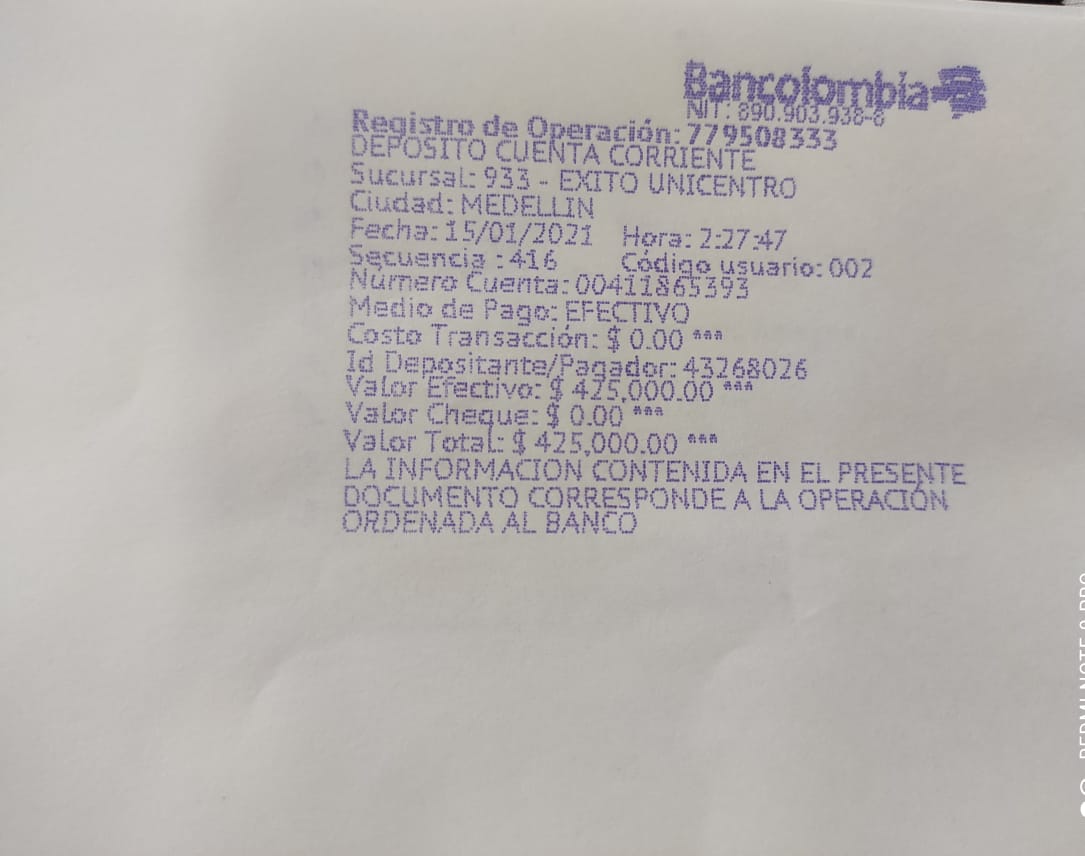 Bancolombia
NIT: 890.903.938-8
Registro de Operación: 779508333
DEPOSITO CUENTA CORRIENTE
Sucursal: 933 - EXITO UNICENTRO
Ciudad: MEDELLIN
Fecha: 15/01/2021 Hora: 2:27:47
Secuencia : 416 Código usuario: 002
Número Cuenta: 00411865393
Medio de Pago: EFECTIVO
Costo Transacción: $ 0.00 ***
Id Depositante/Pagador: 43268026
Valor Efectivo: $ 425,000.00 ***
Valor Cheque: $ 0.00 ***
Valor Total: $ 425,000.00 ***
LA INFORMACION CONTENIDA EN EL PRESENTE
DOCUMENTO CORRESPONDE A LA OPERACIÓN
ORDENADA AL BANCO
REDMI NOTE 8 PRO